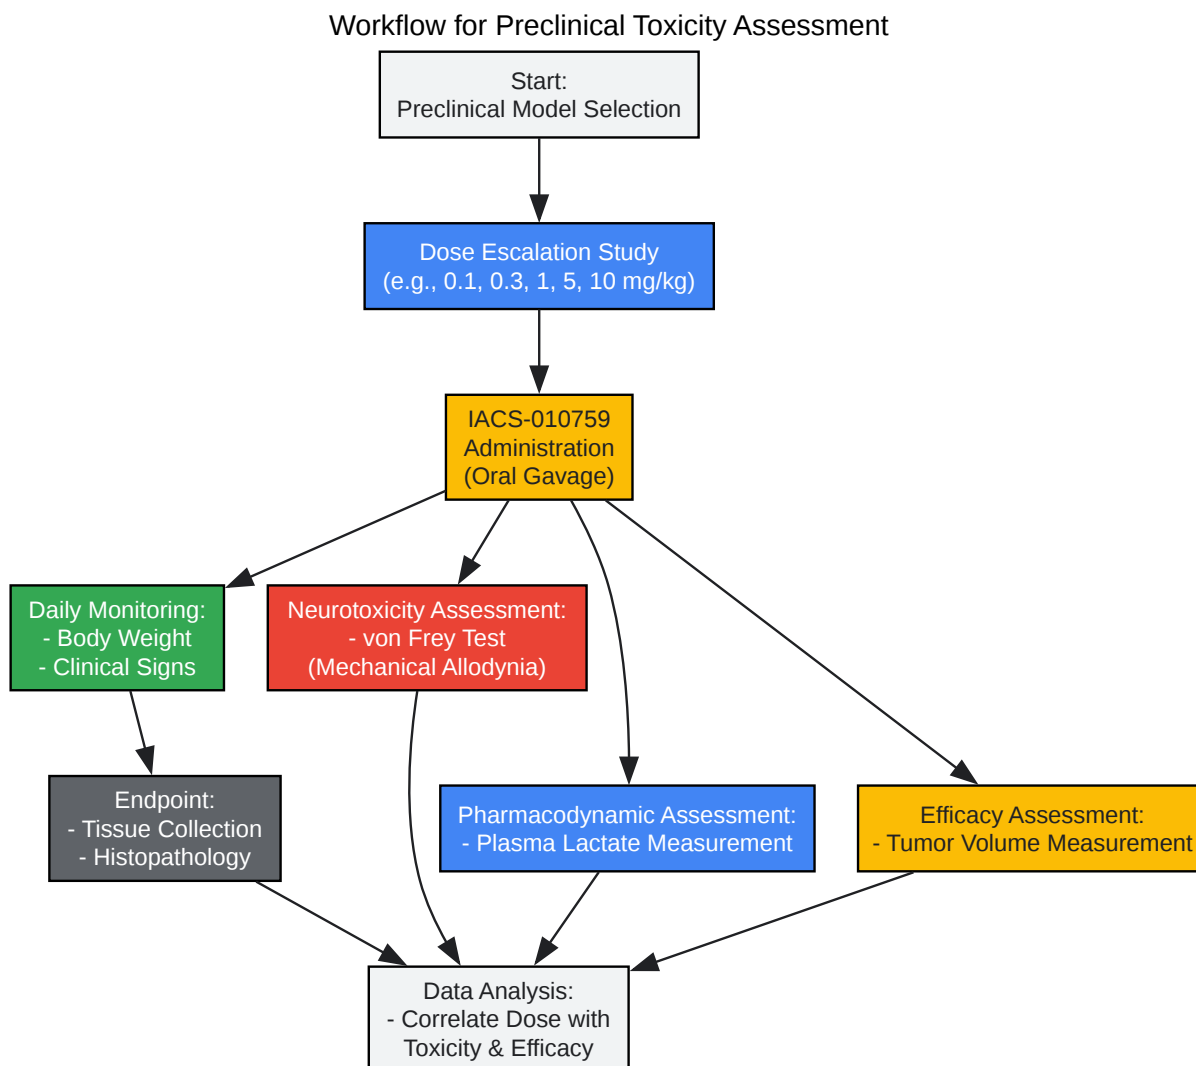 Workflow for Preclinical Toxicity Assessment
Start:
Preclinical Model Selection
Dose Escalation Study
(e.g., 0.1, 0.3, 1, 5, 10 mg/kg)
IACS-010759
Administration
(Oral Gavage)
Daily Monitoring:
- Body Weight
- Clinical Signs
Neurotoxicity Assessment:
- von Frey Test
(Mechanical Allodynia)
Endpoint:
- Tissue Collection
- Histopathology
Pharmacodynamic Assessment:
- Plasma Lactate Measurement
Efficacy Assessment:
- Tumor Volume Measurement
Data Analysis:
- Correlate Dose with
Toxicity & Efficacy